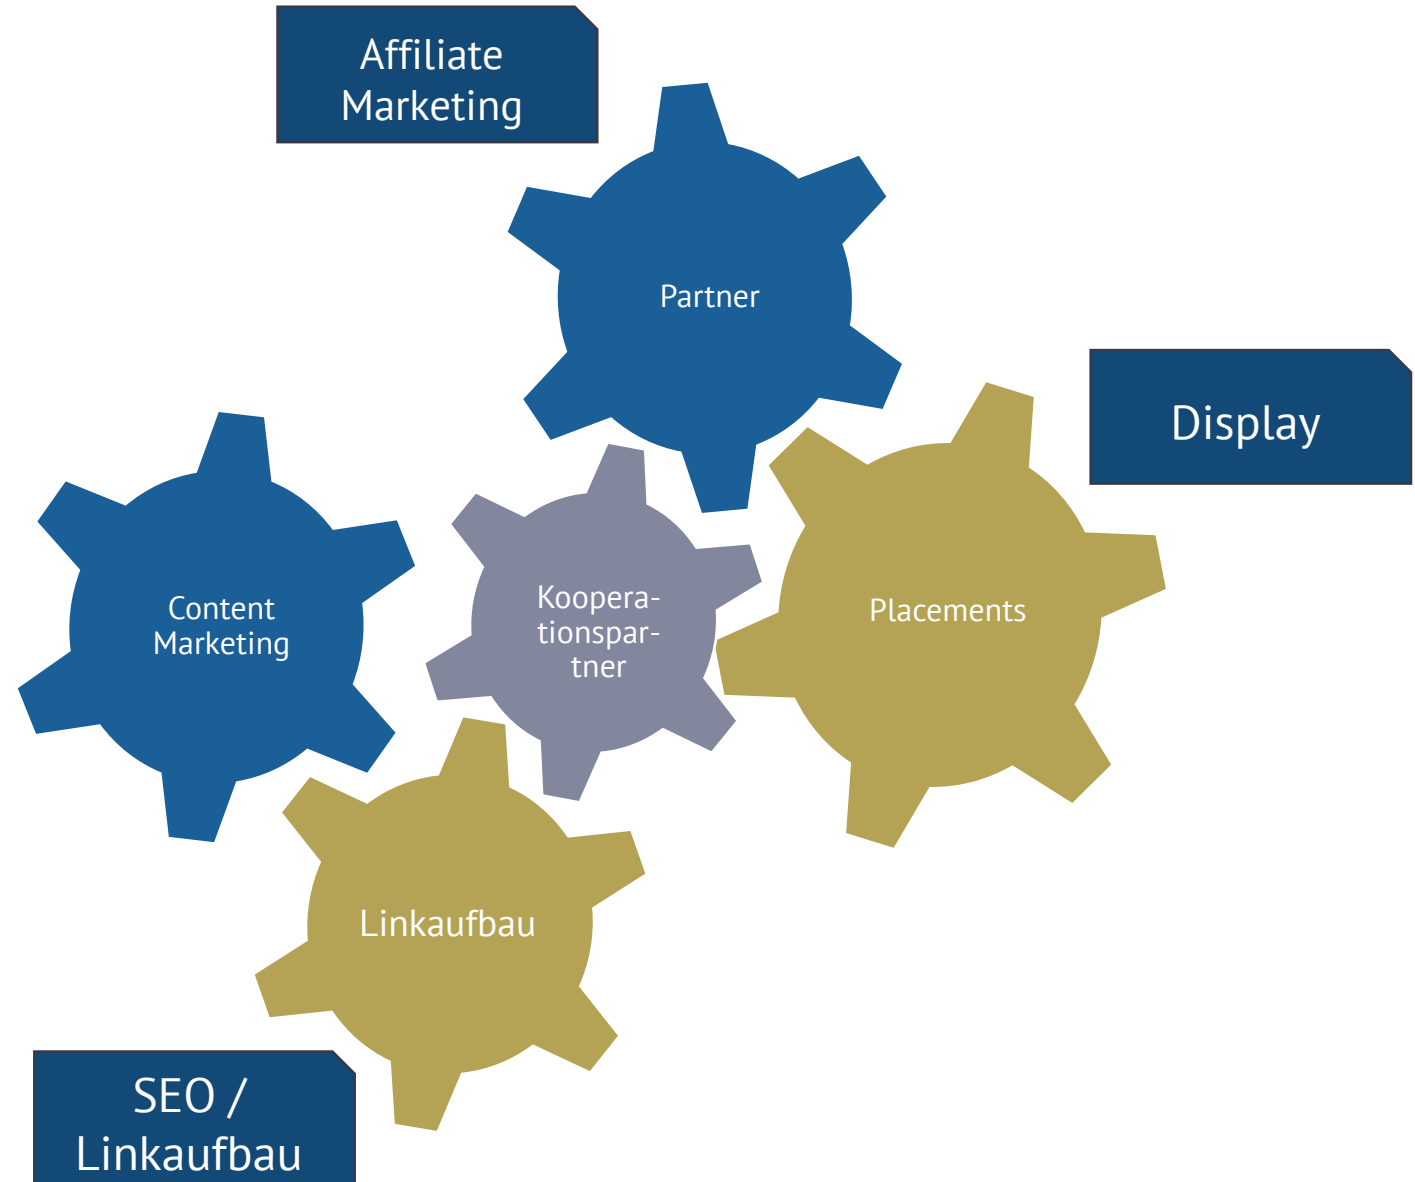 Affiliate
Marketing
Partner
Display
Content
Marketing
Koopera-
tionspar-
tner
Placements
Linkaufbau
SEO /
Linkaufbau